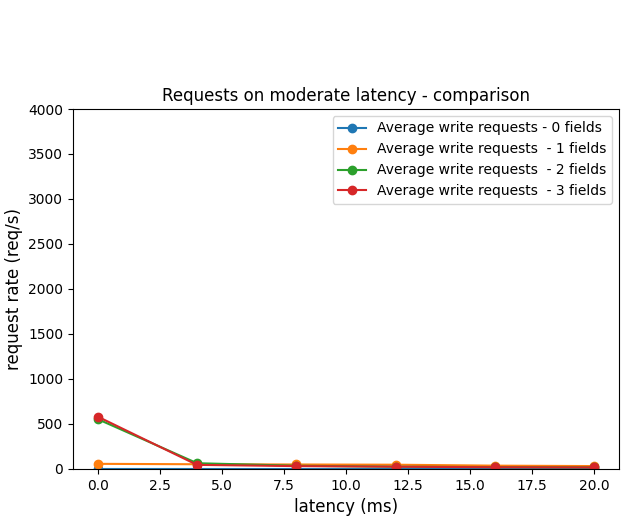 Requests on moderate latency - comparison
4000
3500
3000
2500
2000
1500
1000
500
0
request rate (req/s)
Average write requests - 0 fields
Average write requests  - 1 fields
Average write requests  - 2 fields
Average write requests  - 3 fields
0.0 2.5 5.0 7.5 10.0 12.5 15.0 17.5 20.0
latency (ms)